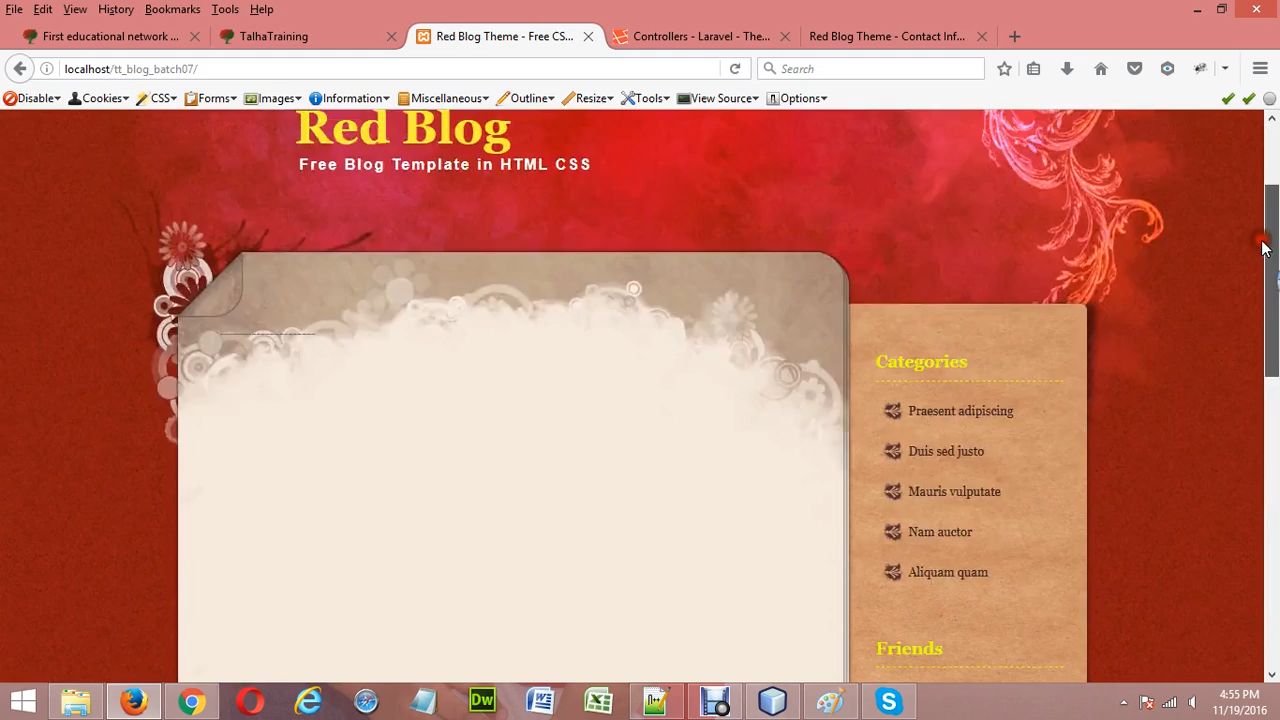 File Edit View History Bookmarks Tools Help
First educational network ...
TalhaTraining
Red Blog Theme - Free CS...
Controllers - Laravel - The...
Red Blog Theme - Contact Inf...
localhost/tt_blog_batch07/
Search
Disable Cookies CSS Forms Images Information Miscellaneous Outline Resize Tools View Source Options
Red Blog
Free Blog Template in HTML CSS
Categories
Praesent adipiscing
Duis sed justo
Mauris vulputate
Nam auctor
Aliquam quam
Friends
Dw
4:55 PM
11/19/2016